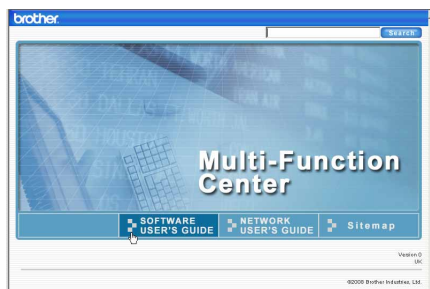 brother.
Search
Multi-Function
Center
SOFTWARE
USER'S GUIDE
NETWORK
USER'S GUIDE
Sitemap
Version 0
UK
©2008 Brother Industries, Ltd.